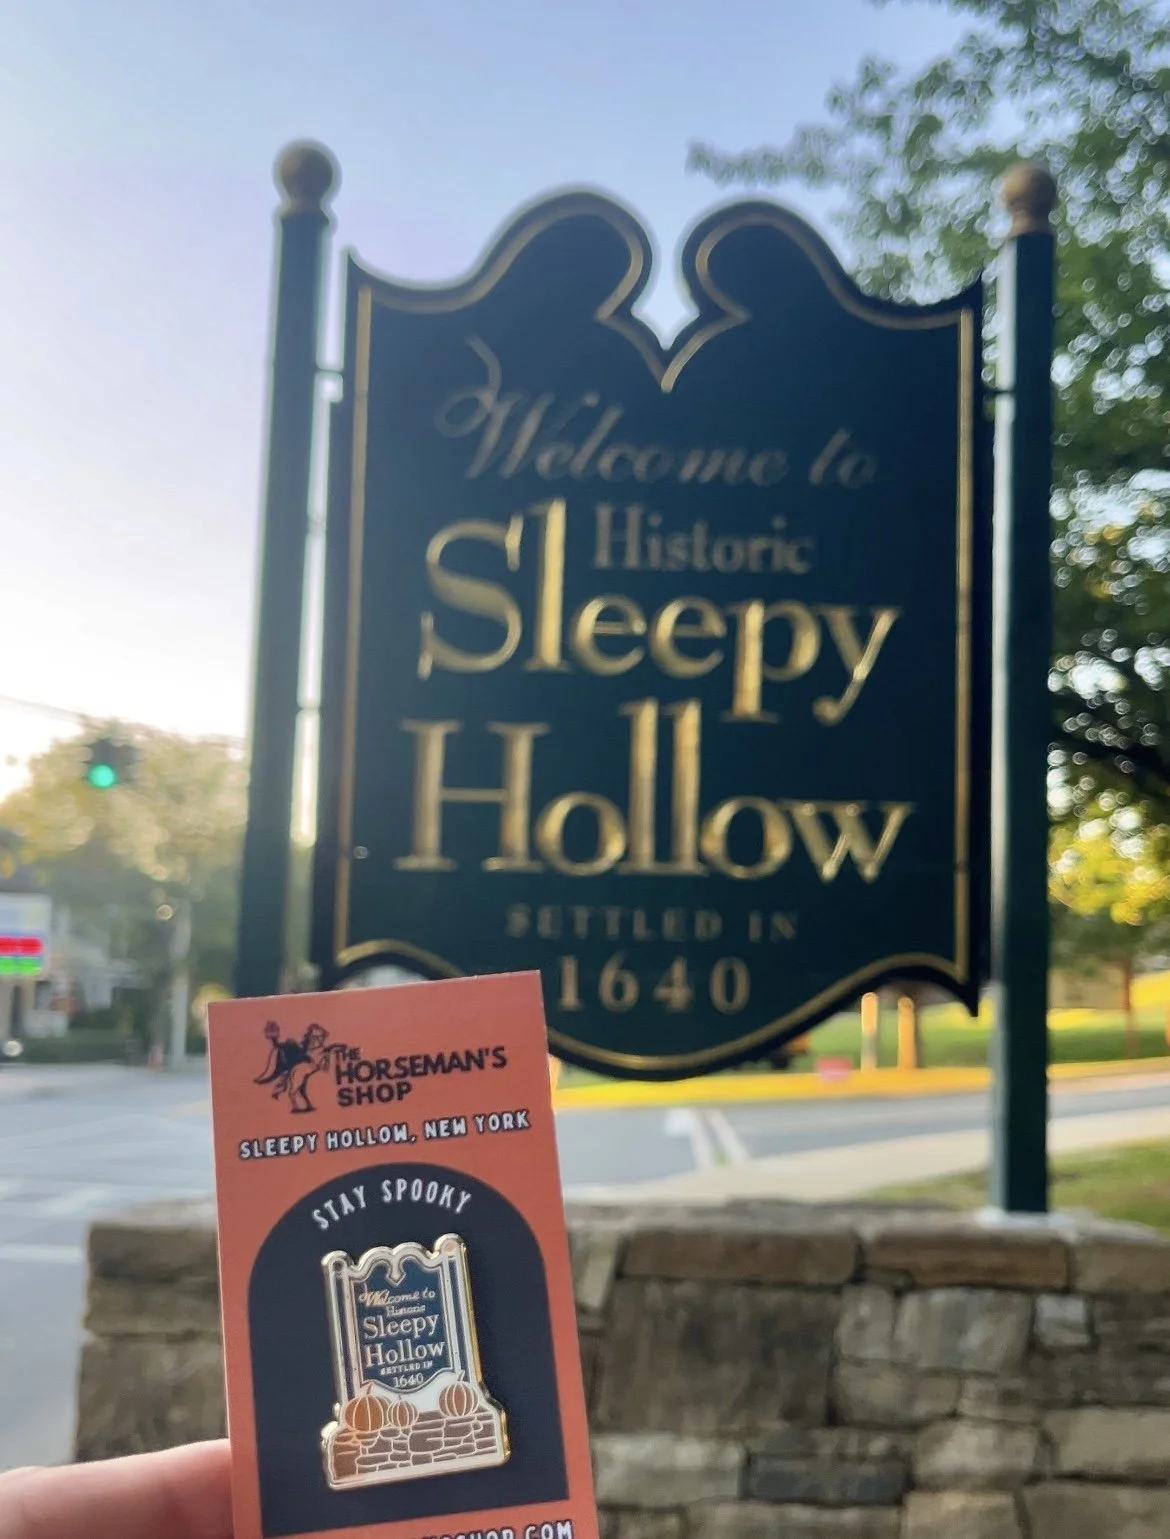 Welcome to
Historic
Sleepy
Hollow
SETTLED IN
1640
THE
HORSEMAN'S
SHOP
SLEEPY HOLLOW, NEW YORK
STAY SPOOKY
Welcome to
Historic
Sleepy
Hollow
SETTLED IN
1640